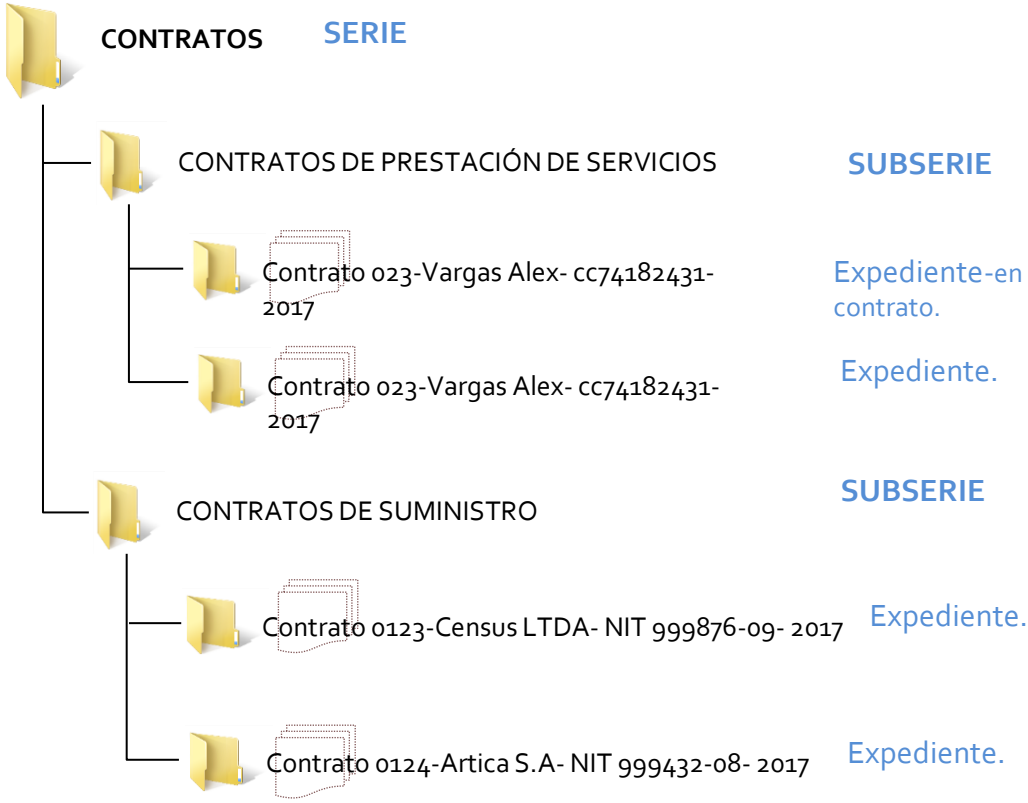 CONTRATOS SERIE
CONTRATOS DE PRESTACIÓN DE SERVICIOS SUBSERIE
Contrato 023-Vargas Alex- cc74182431-
2017
Expediente-en
contrato.
Contrato 023-Vargas Alex- cc74182431-
2017
Expediente.
CONTRATOS DE SUMINISTRO SUBSERIE
Contrato 0123-Census LTDA- NIT 999876-09- 2017 Expediente.
Contrato 0124-Artica S.A- NIT 999432-08- 2017 Expediente.